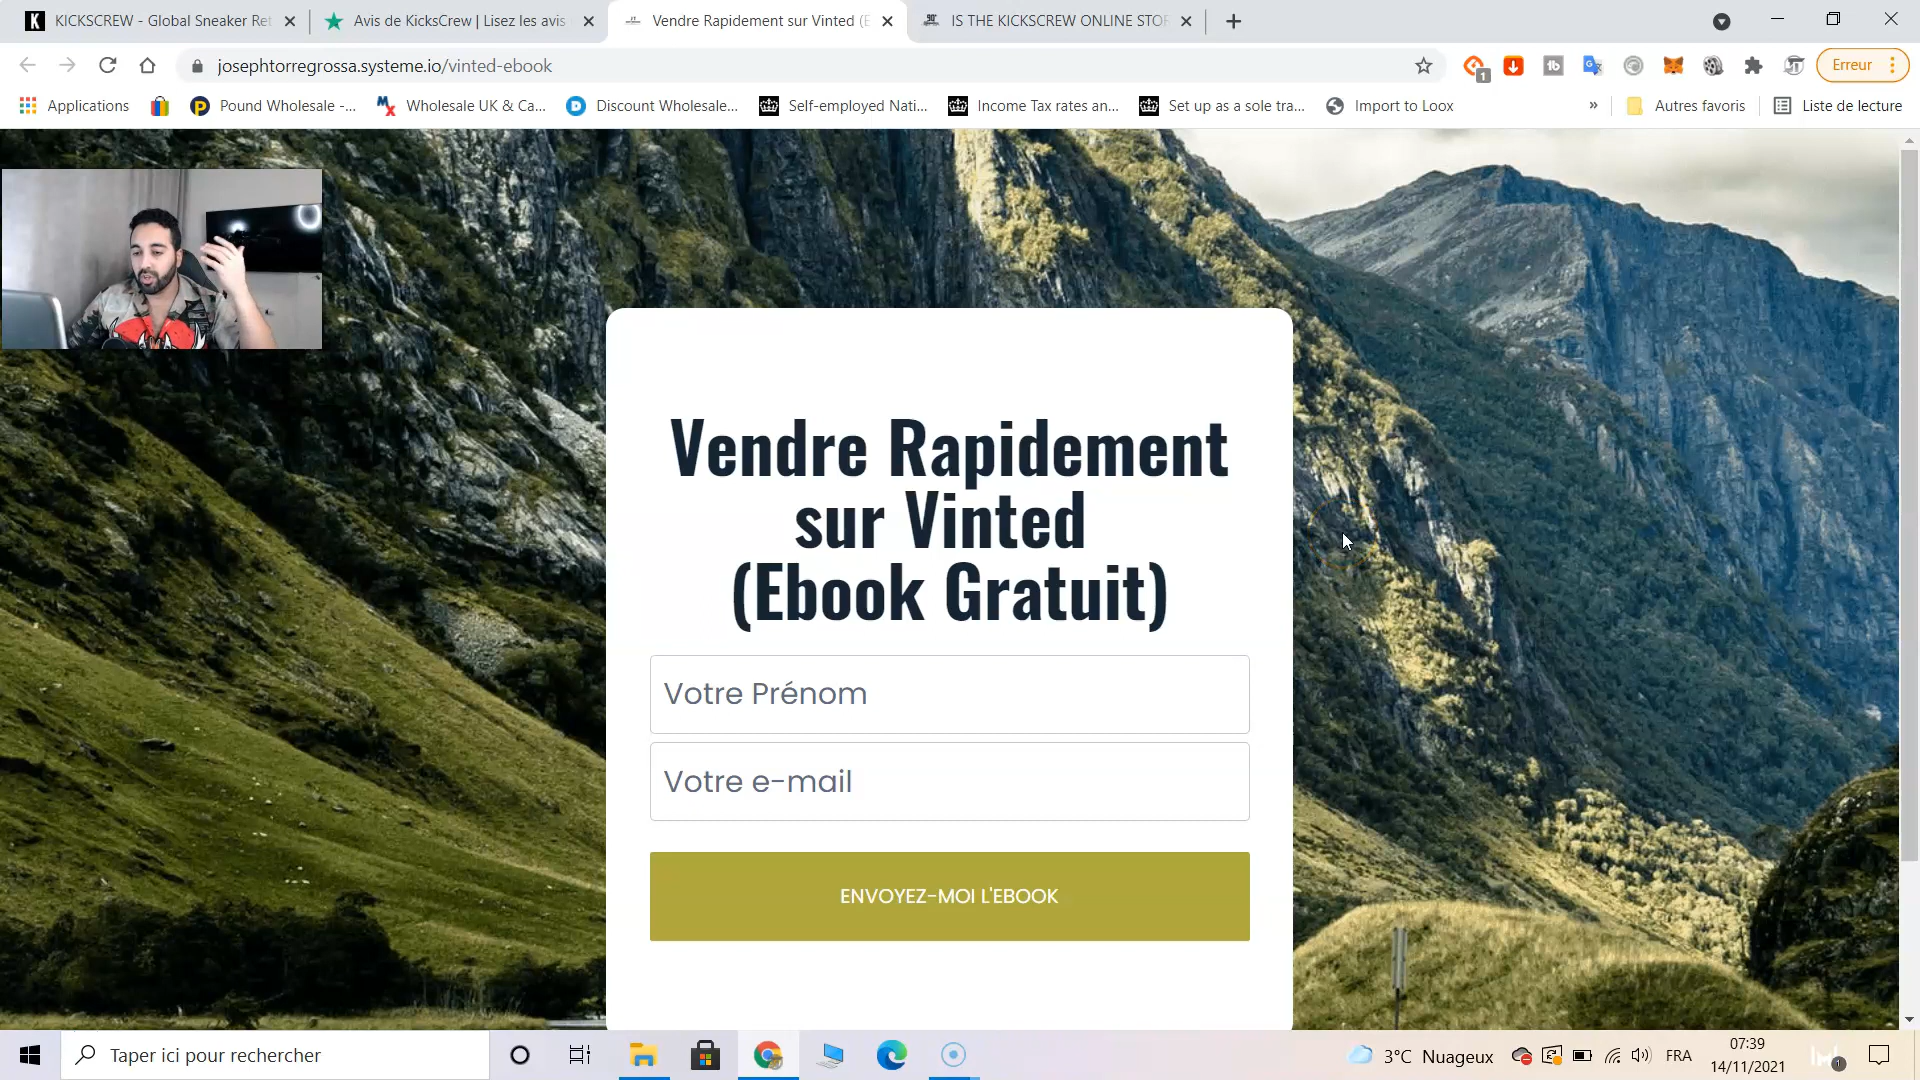 KICKSCREW - Global Sneaker Ret
Avis de KicksCrew | Lisez les avis
Vendre Rapidement sur Vinted (E
IS THE KICKSCREW ONLINE STOR
josephtorregrossa.systeme.io/vinted-ebook
1
Erreur
Applications
Pound Wholesale -...
Wholesale UK & Ca...
Discount Wholesale...
Self-employed Nati...
Income Tax rates an...
Set up as a sole tra...
Import to Loox
»
Autres favoris
Liste de lecture
Vendre Rapidement
sur Vinted
(Ebook Gratuit)
Votre Prénom
Votre e-mail
ENVOYEZ-MOI L'EBOOK
Taper ici pour rechercher
3°C Nuageux
FRA
07:39
14/11/2021
1